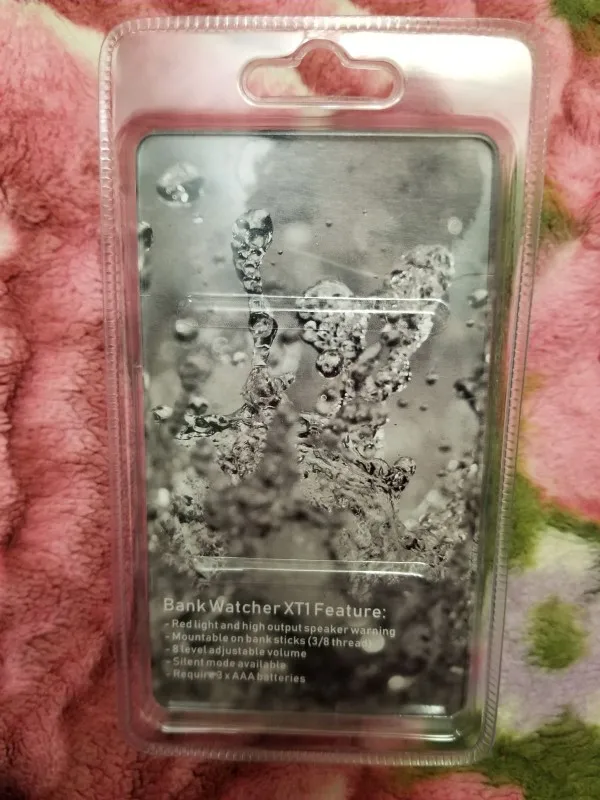 Bank Watcher XT1 Feature:
- Red light and high output speaker warning
- Mountable on bank sticks (3/8 thread)
- 8 level adjustable volume
- Silent mode available
- Require 3 x AAA batteries